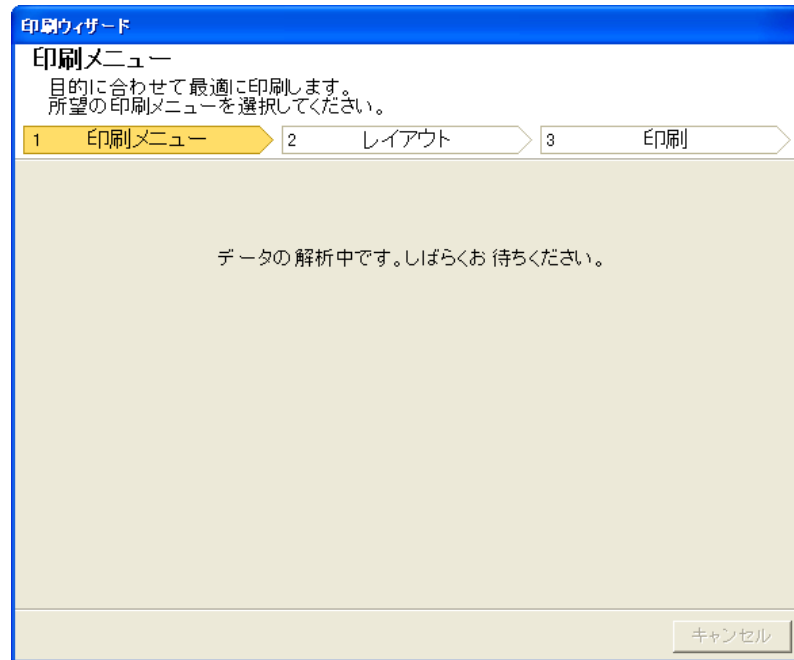 印刷ウィザード
印刷メニュー
目的に合わせて最適に印刷します。
所望の印刷メニューを選択してください。
1 印刷メニュー 2 レイアウト 3 印刷
データの解析中です。しばらくお待ちください。
キャンセル